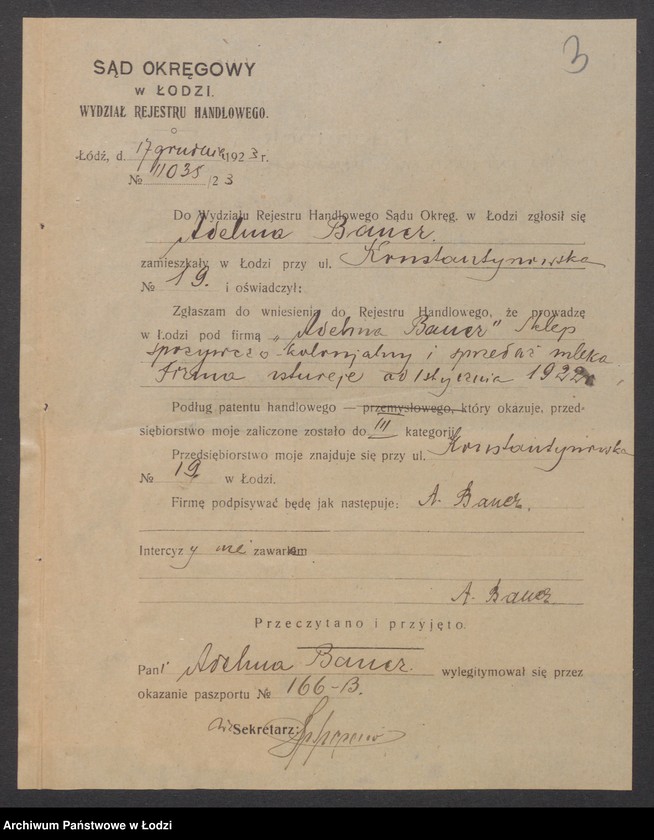 3
SĄD OKRĘGOWY
w ŁODZI.
WYDZIAŁ REJESTRU HANDLOWEGO.
Łódź, d. 17 grudnia 1923 r.
№ 11035/23
Do Wydziału Rejestru Handlowego Sądu Okręg. w Łodzi zgłosił się
Adelma Bauer.
zamieszkały w Łodzi przy ul. Konstantynowska
№ 19. i oświadczył:
Zgłaszam do wniesienia do Rejestru Handlowego, że prowadzę
w Łodzi pod firmą „Adelma Bauer" Sklep
spożywczo kolonjalny i sprzedaż mleka
Firma istnieje od 1 stycznia 1922
Podług patentu handlowego — przemysłowego, który okazuje, przed-
siębiorstwo moje zaliczone zostało do III kategorji
Przedsiębiorstwo moje znajduje się przy ul. Konstantynowska
№ 19 w Łodzi.
Firmę podpisywać będę jak następuje: A. Bauer.
Intercyzy nie zawarłam
A. Bauer
Przeczytano i przyjęto.
Pani Adelma Bauer. wylegitymował się przez
okazanie paszportu № 166-B.
Sekretarz:
Archiwum Państwowe w Łodzi